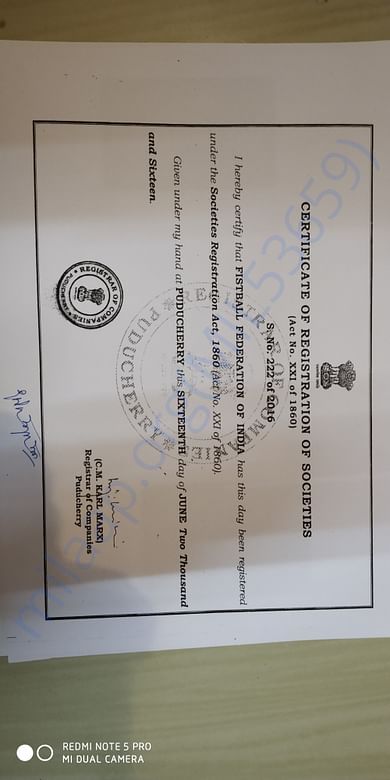 CERTIFICATE OF REGISTRATION OF SOCIETIES
(Act No. XXI of 1860)
S. No. 222 of 2016
I hereby certify that FISTBALL FEDERATION OF INDIA has this day been registered
under the Societies Registration Act, 1860 (Act No. XXI of 1860).
Given under my hand at PUDUCHERRY this SIXTEENTH day of JUNE Two Thousand
and Sixteen.
REGISTRAR OF COMPANIES
PUDUCHERRY
(C.M. KARL MARX)
Registrar of Companies
Puducherry
REDMI NOTE 5 PRO
MI DUAL CAMERA